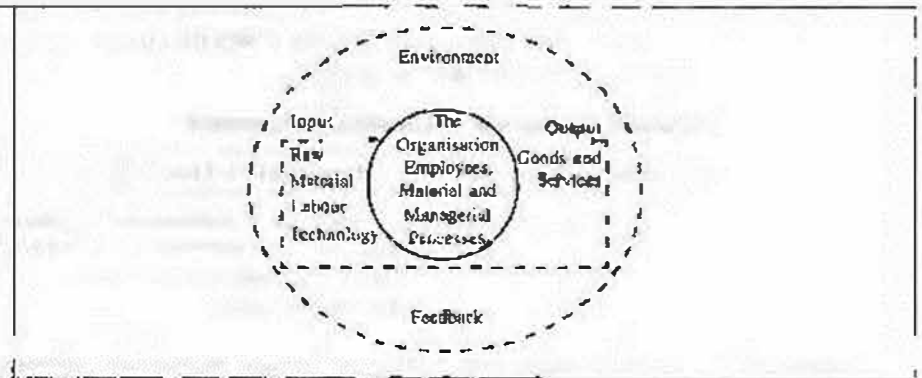 Environment
Input
Raw
Material
Labour
Technology
The
Organisation
Employees,
Material and
Managerial
Processes
Output
Goods and
Services
Feedback